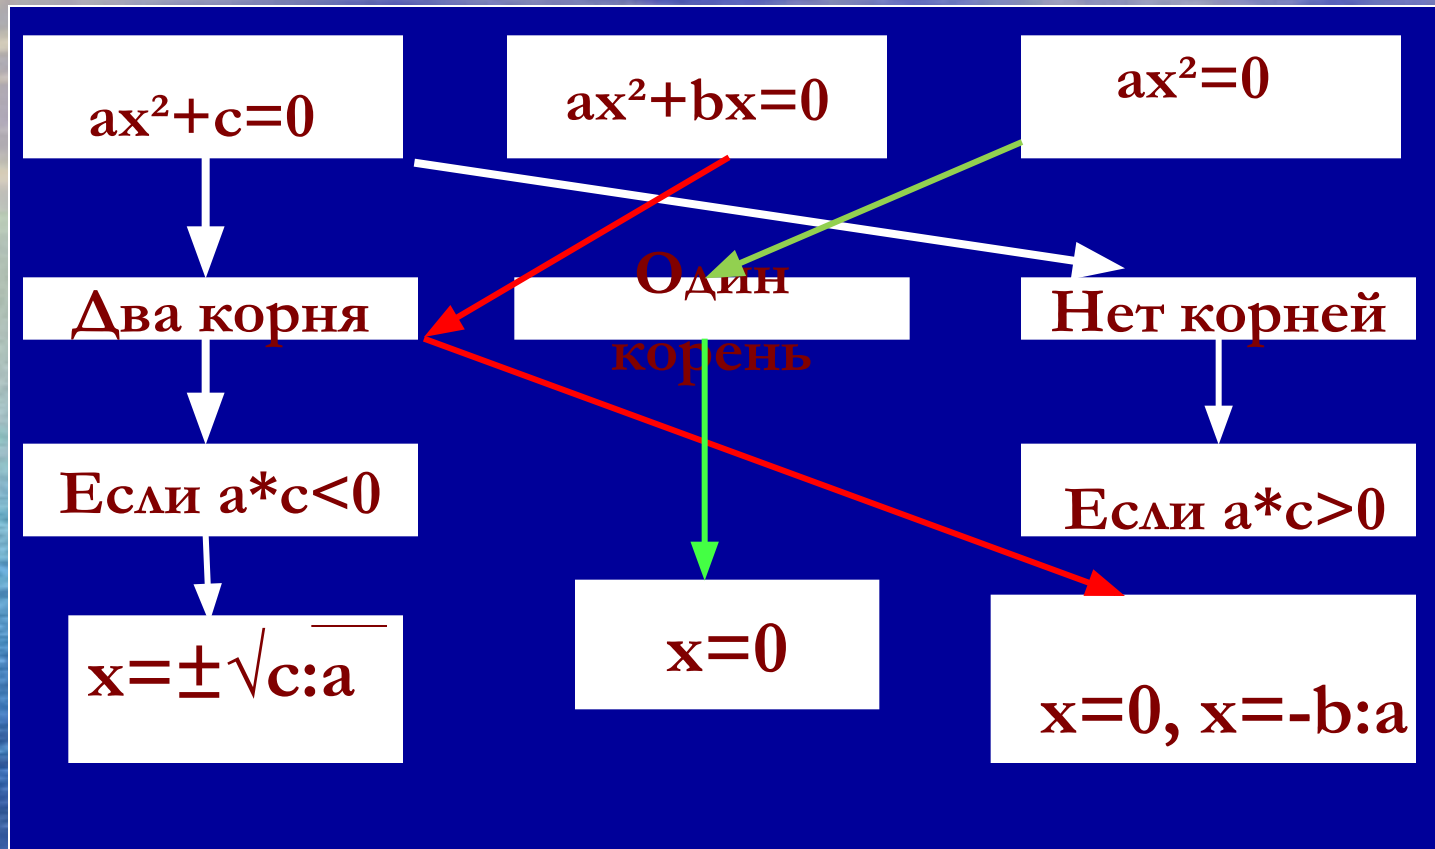 ax²+c=0
ax²+bx=0
ax²=0
Два корня
Один
корень
Нет корней
Если a*c<0
Если a*c>0
x=±√c:a
x=0
x=0, x=-b:a